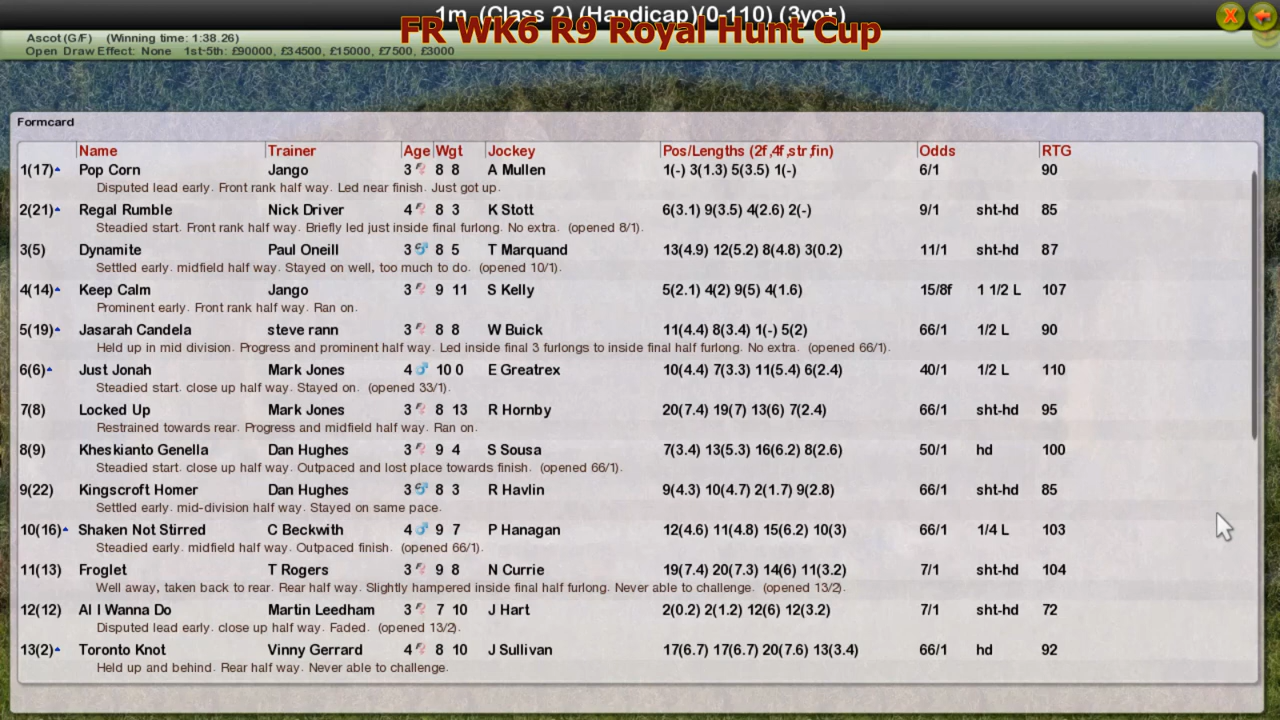 1m (Class 2) (Handicap)(0-110) (3yo+)
FR WK6 R9 Royal Hunt Cup
Ascot(G/F) (Winning time: 1:38.26)
Open Draw Effect: None 1st-5th: £90000, £34500, £15000, £7500, £3000
Formcard
Name Trainer Age Wgt Jockey Pos/Lengths (2f,4f,str,fin) Odds RTG
1(17) Pop Corn Jango 3 8 8 A Mullen 1(-) 3(1.3) 5(3.5) 1(-) 6/1 90
Disputed lead early. Front rank half way. Led near finish. Just got up.
2(21) Regal Rumble Nick Driver 4 8 3 K Stott 6(3.1) 9(3.5) 4(2.6) 2(-) 9/1 sht-hd 85
Steadied start. Front rank half way. Briefly led just inside final furlong. No extra. (opened 8/1).
3(5) Dynamite Paul Oneill 3 8 5 T Marquand 13(4.9) 12(5.2) 8(4.8) 3(0.2) 11/1 sht-hd 87
Settled early. midfield half way. Stayed on well, too much to do. (opened 10/1).
4(14) Keep Calm Jango 3 9 11 S Kelly 5(2.1) 4(2) 9(5) 4(1.6) 15/8f 1 1/2 L 107
Prominent early. Front rank half way. Ran on.
5(19) Jasarah Candela steve rann 3 8 8 W Buick 11(4.4) 8(3.4) 1(-) 5(2) 66/1 1/2 L 90
Held up in mid division. Progress and prominent half way. Led inside final 3 furlongs to inside final half furlong. No extra. (opened 66/1).
6(6) Just Jonah Mark Jones 4 10 0 E Greatrex 10(4.4) 7(3.3) 11(5.4) 6(2.4) 40/1 1/2 L 110
Steadied start. close up half way. Stayed on. (opened 33/1).
7(8) Locked Up Mark Jones 3 8 13 R Hornby 20(7.4) 19(7) 13(6) 7(2.4) 66/1 sht-hd 95
Restrained towards rear. Progress and midfield half way. Ran on.
8(9) Kheskianto Genella Dan Hughes 3 9 4 S Sousa 7(3.4) 13(5.3) 16(6.2) 8(2.6) 50/1 hd 100
Steadied start. close up half way. Outpaced and lost place towards finish. (opened 66/1).
9(22) Kingscroft Homer Dan Hughes 3 8 3 R Havlin 9(4.3) 10(4.7) 2(1.7) 9(2.8) 66/1 sht-hd 85
Settled early. mid-division half way. Stayed on same pace.
10(16) Shaken Not Stirred C Beckwith 4 9 7 P Hanagan 12(4.6) 11(4.8) 15(6.2) 10(3) 66/1 1/4 L 103
Steadied early. midfield half way. Outpaced finish. (opened 66/1).
11(13) Froglet T Rogers 3 9 8 N Currie 19(7.4) 20(7.3) 14(6) 11(3.2) 7/1 sht-hd 104
Well away, taken back to rear. Rear half way. Slightly hampered inside final half furlong. Never able to challenge. (opened 13/2).
12(12) Al I Wanna Do Martin Leedham 3 7 10 J Hart 2(0.2) 2(1.2) 12(6) 12(3.2) 7/1 sht-hd 72
Disputed lead early. close up half way. Faded. (opened 13/2).
13(2) Toronto Knot Vinny Gerrard 4 8 10 J Sullivan 17(6.7) 17(6.7) 20(7.6) 13(3.4) 66/1 hd 92
Held up and behind. Rear half way. Never able to challenge.